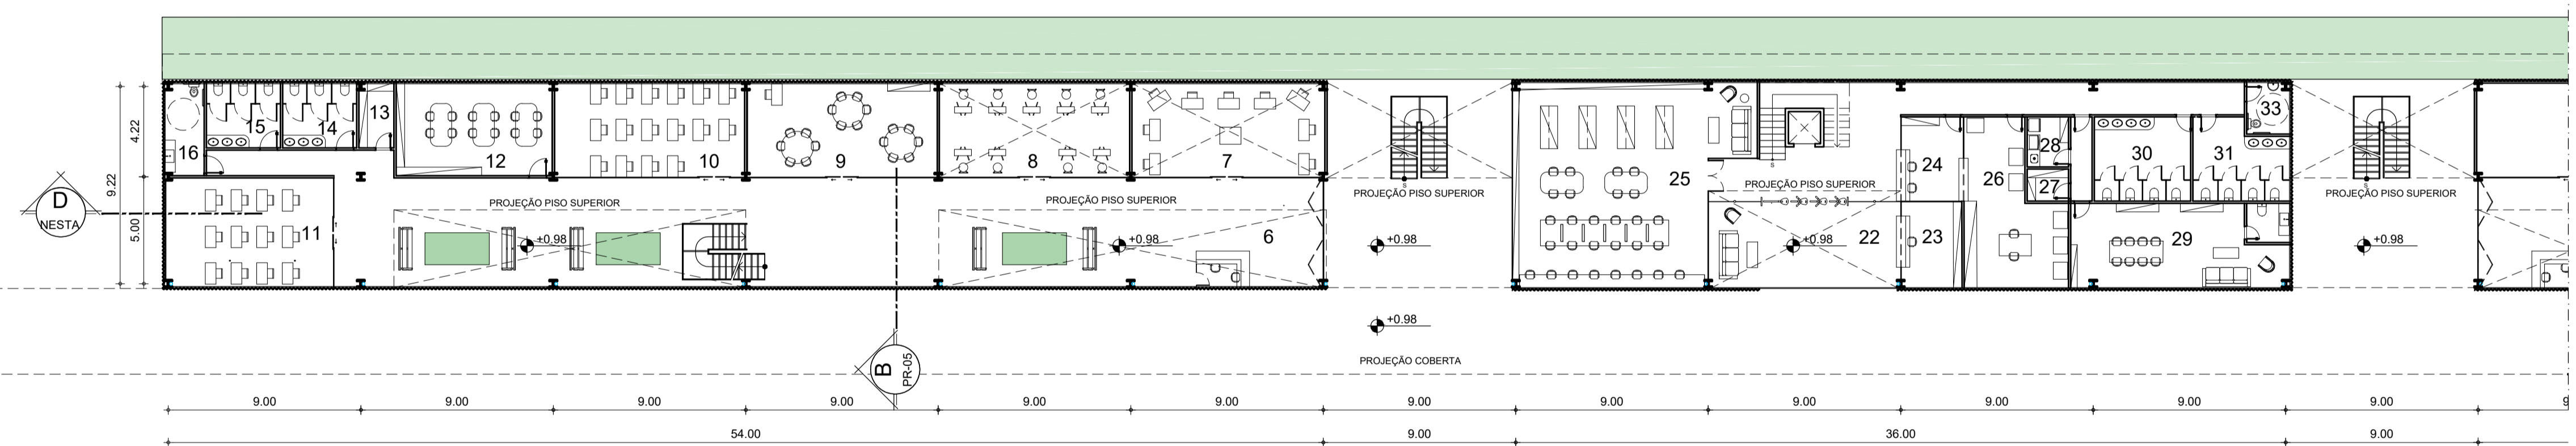 4.22
9.22
5.00
D
NESTA
16
15
14
13
12
10
9
8
7
11
6
PROJEÇÃO PISO SUPERIOR
PROJEÇÃO PISO SUPERIOR
+0.98
+0.98
S
PROJEÇÃO PISO SUPERIOR
+0.98
+0.98
PROJEÇÃO COBERTA
25
S
PROJEÇÃO PISO SUPERIOR
+0.98
22
23
24
26
27
28
29
30
31
33
S
PROJEÇÃO PISO SUPERIOR
+0.98
B
PR-05
9.00 9.00 9.00 9.00 9.00 9.00 9.00 9.00 9.00 9.00 9.00 9.00 9
54.00 9.00 36.00 9.00